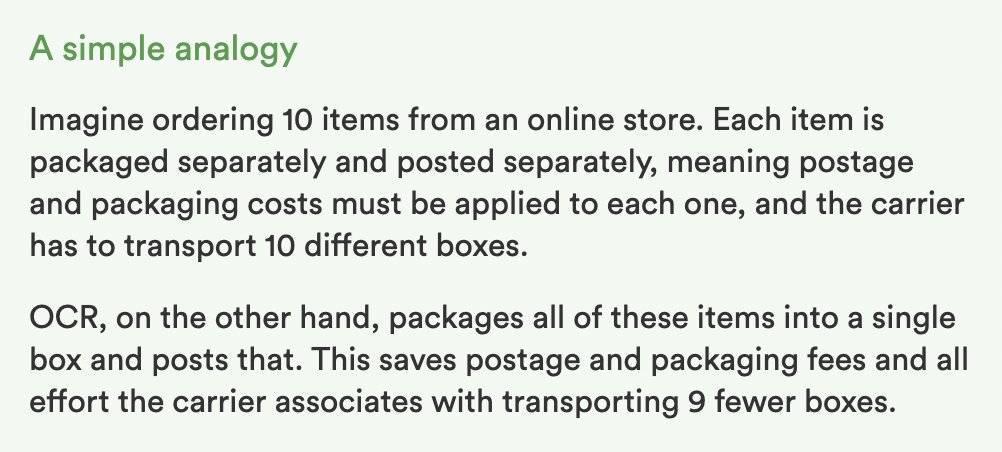 A simple analogy
Imagine ordering 10 items from an online store. Each item is
packaged separately and posted separately, meaning postage
and packaging costs must be applied to each one, and the carrier
has to transport 10 different boxes.
OCR, on the other hand, packages all of these items into a single
box and posts that. This saves postage and packaging fees and all
effort the carrier associates with transporting 9 fewer boxes.